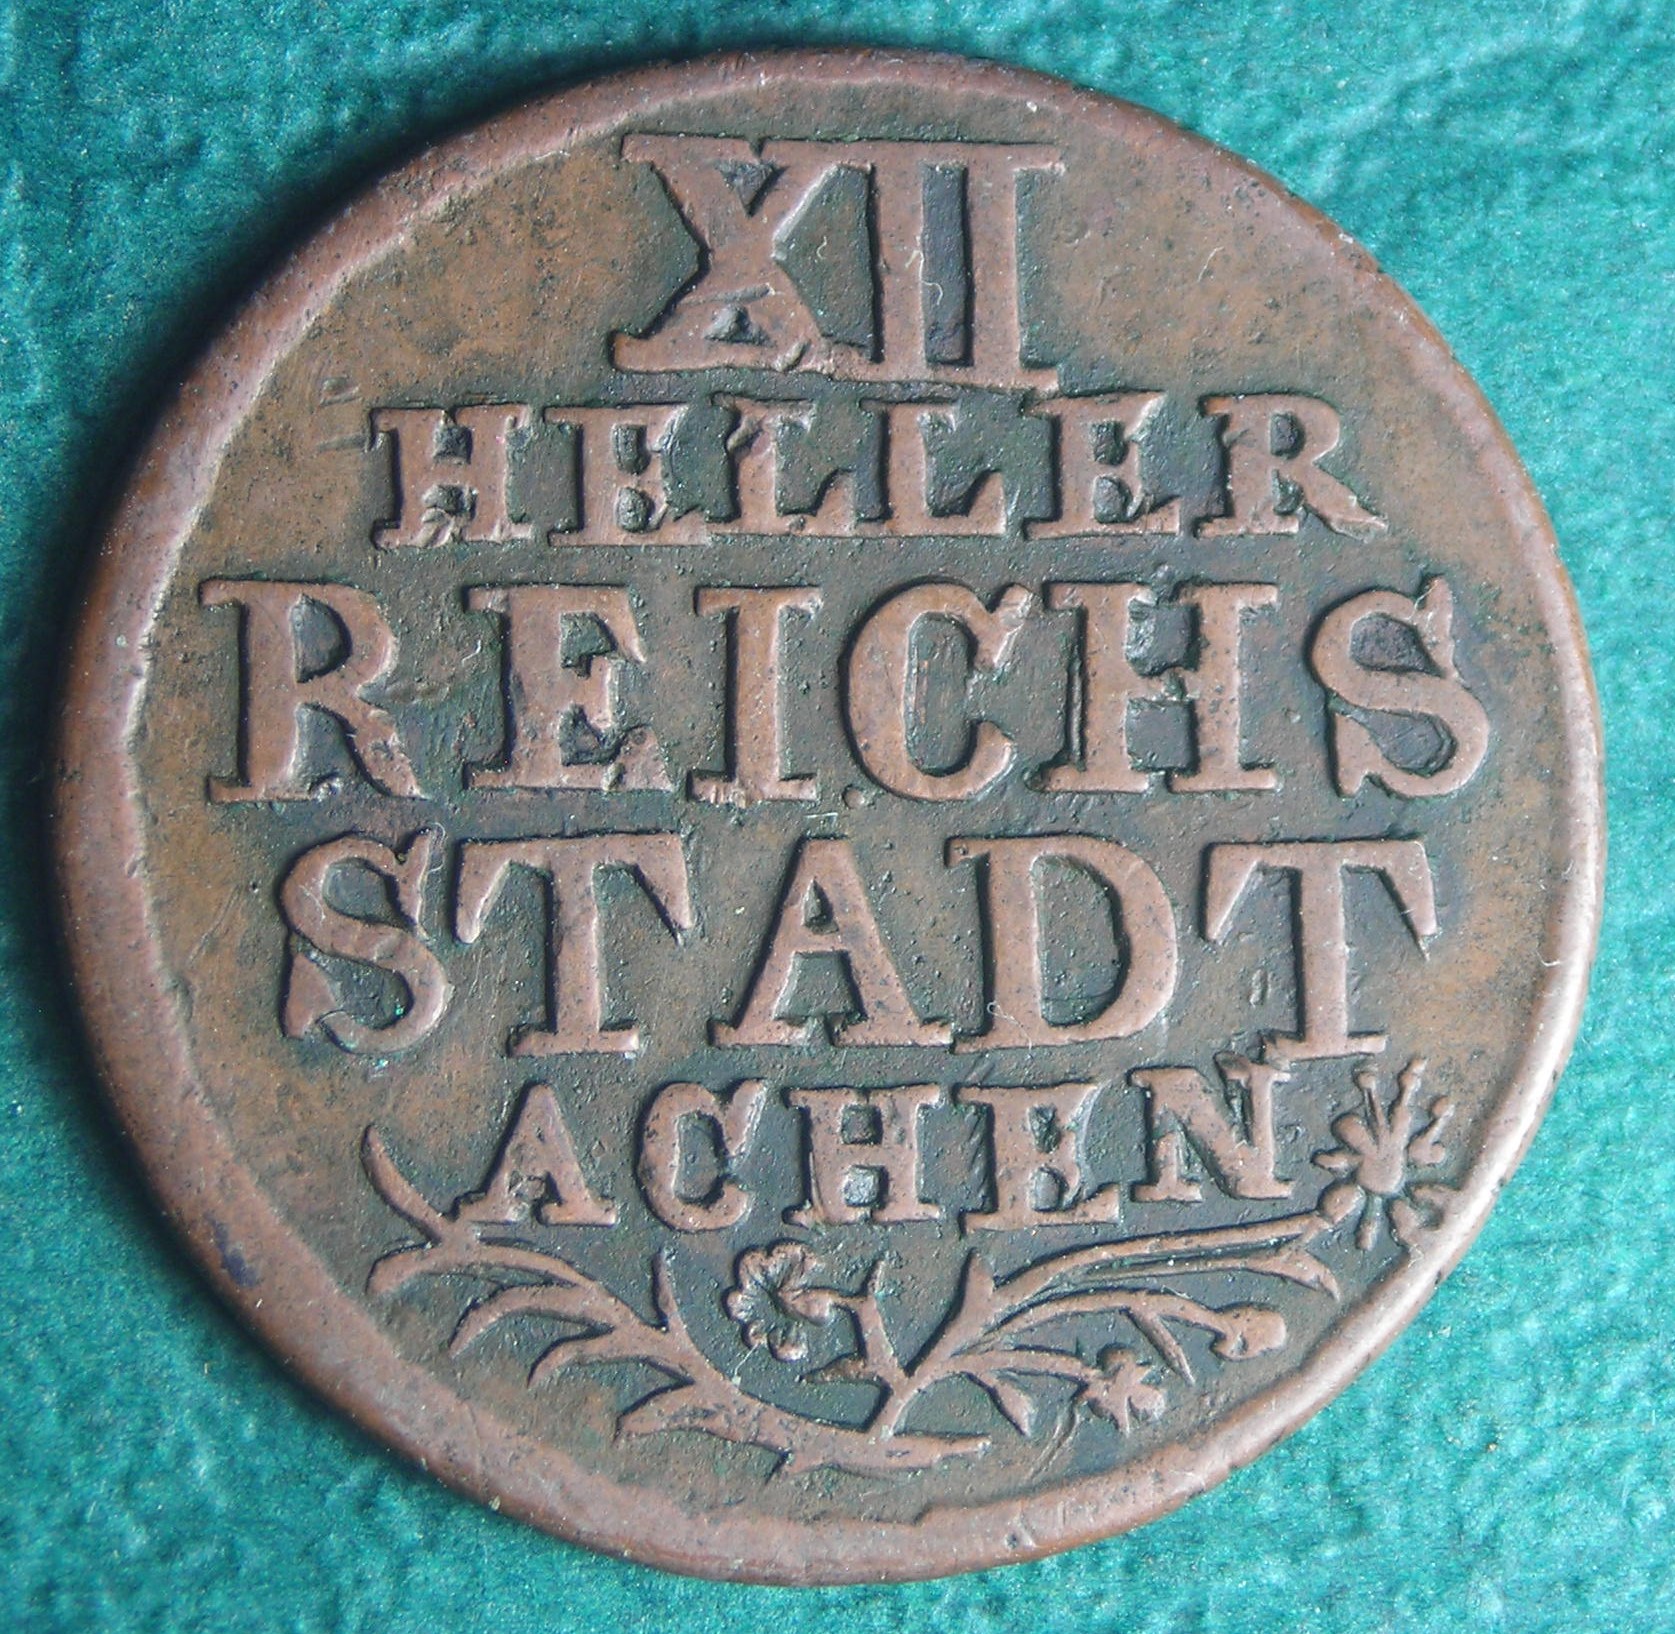 XII
HELLER
REICHS
STADT
ACHEN